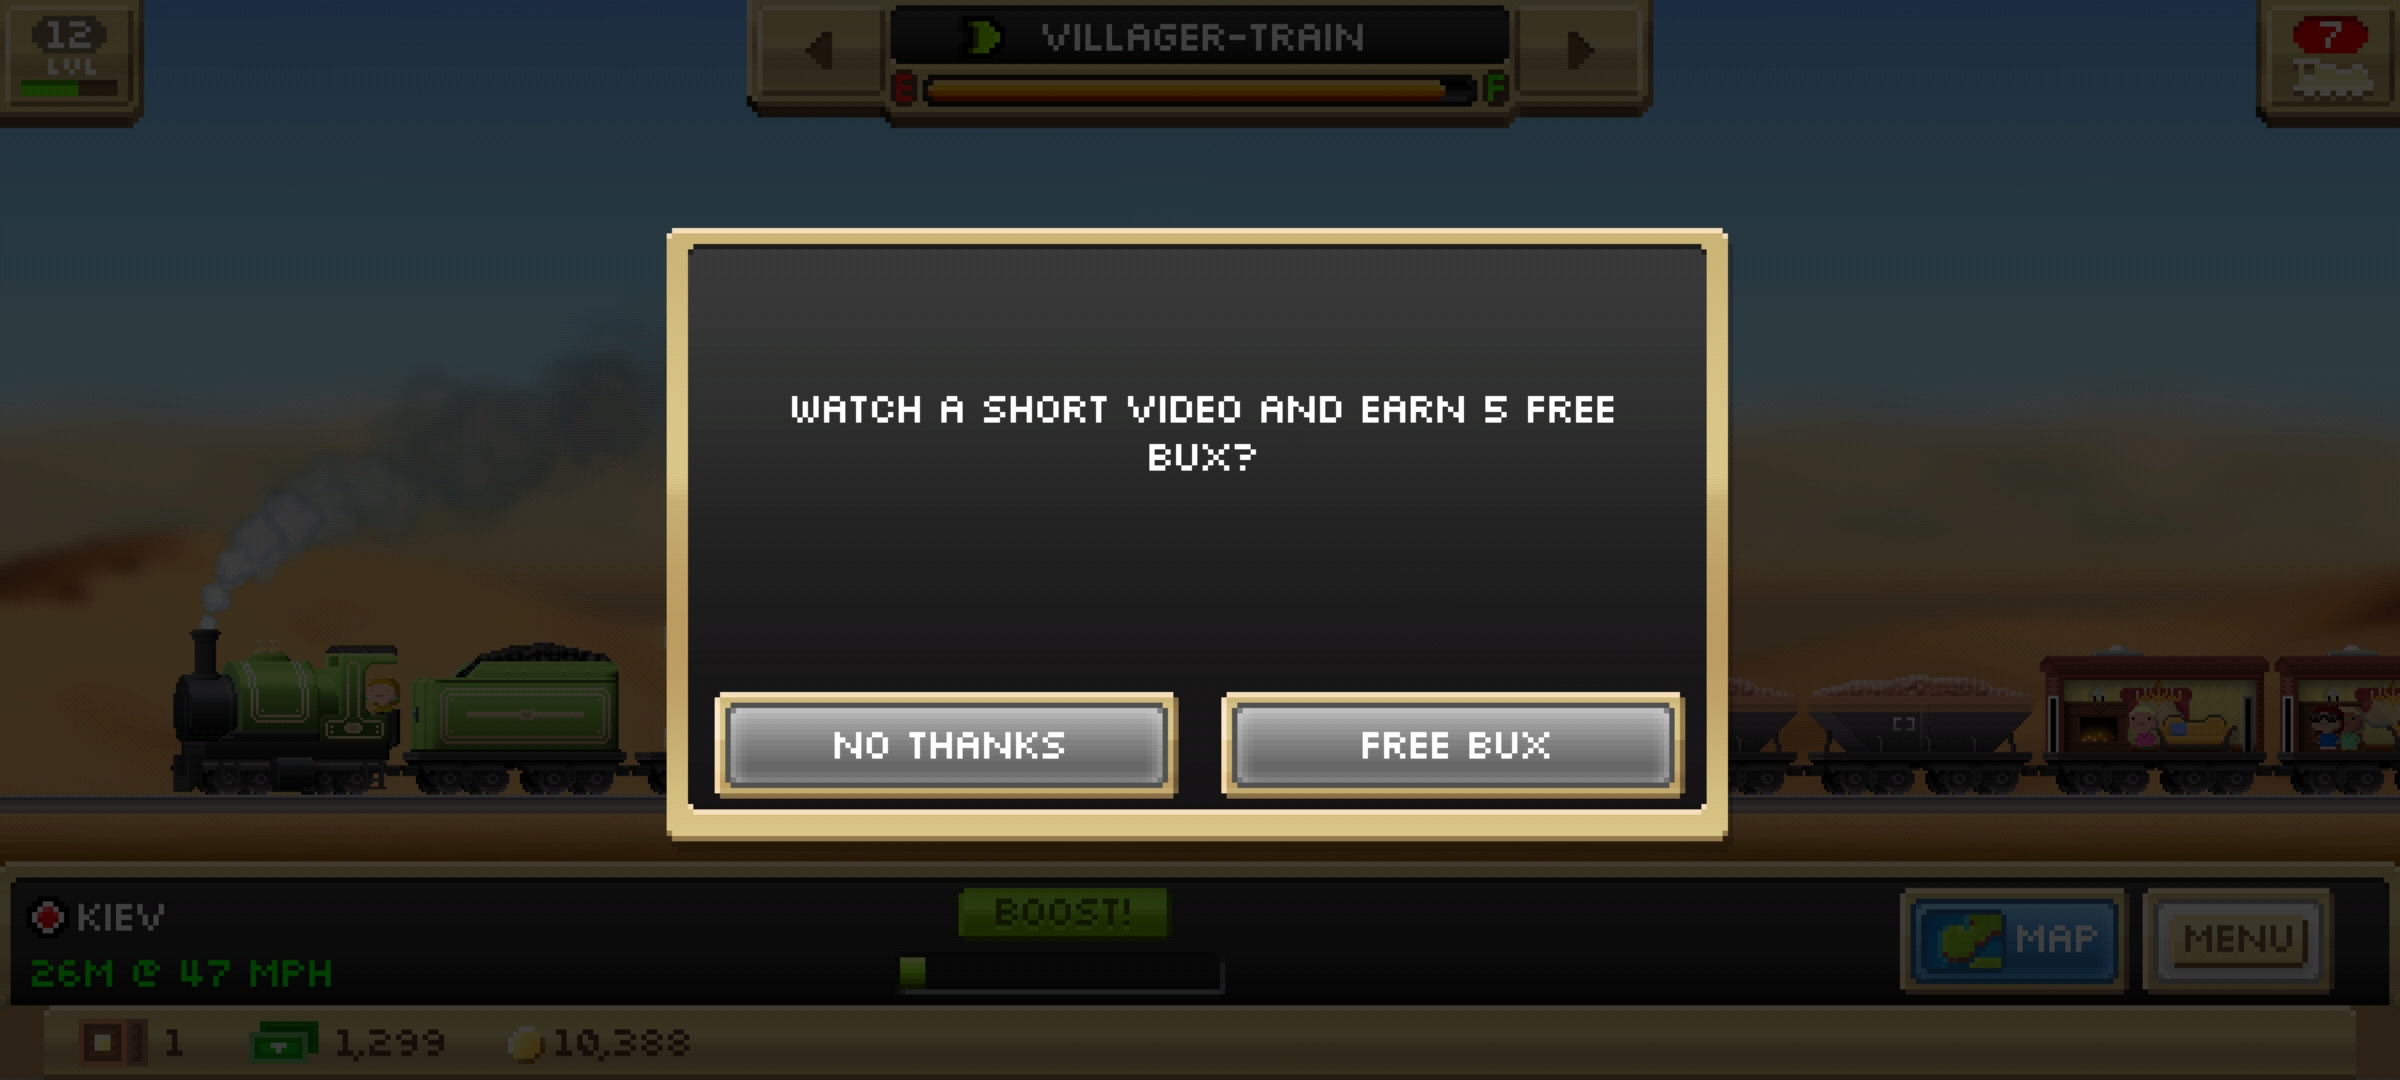 12
LVL
VILLAGER-TRAIN
E
F
7
WATCH A SHORT VIDEO AND EARN 5 FREE
BUX?
NO THANKS
FREE BUX
KIEV
26M @ 47 MPH
BOOST!
MAP
MENU
1
1,299
10,388